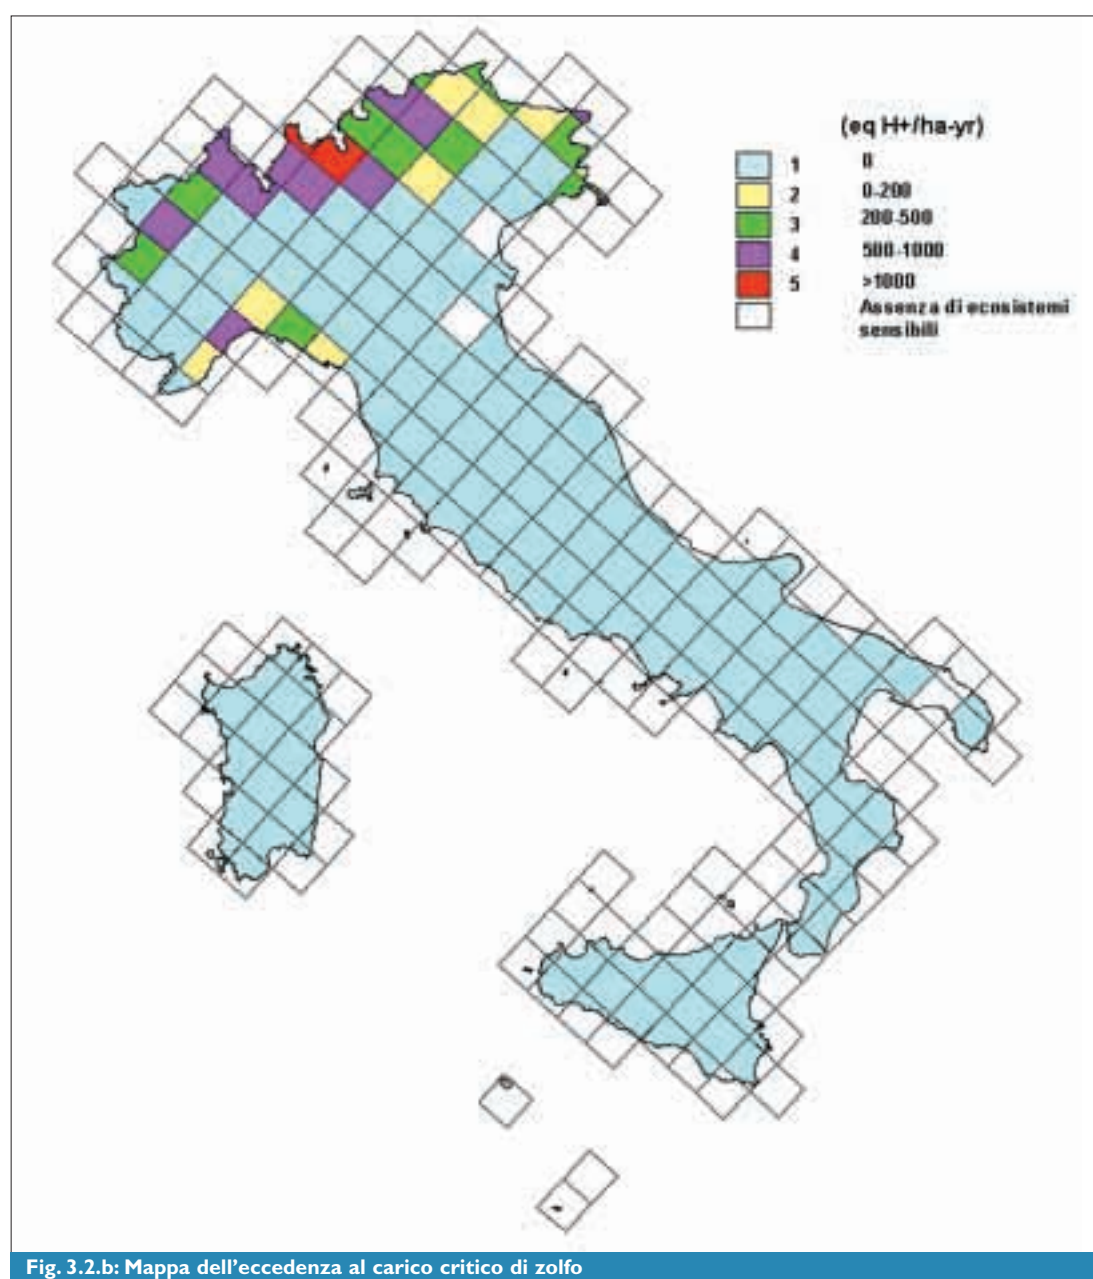 (eq H+/ha-yr)
1 0
2 0-200
3 200-500
4 500-1000
5 >1000
Assenza di ecosistemi
sensibili
Fig. 3.2.b: Mappa dell'eccedenza al carico critico di zolfo